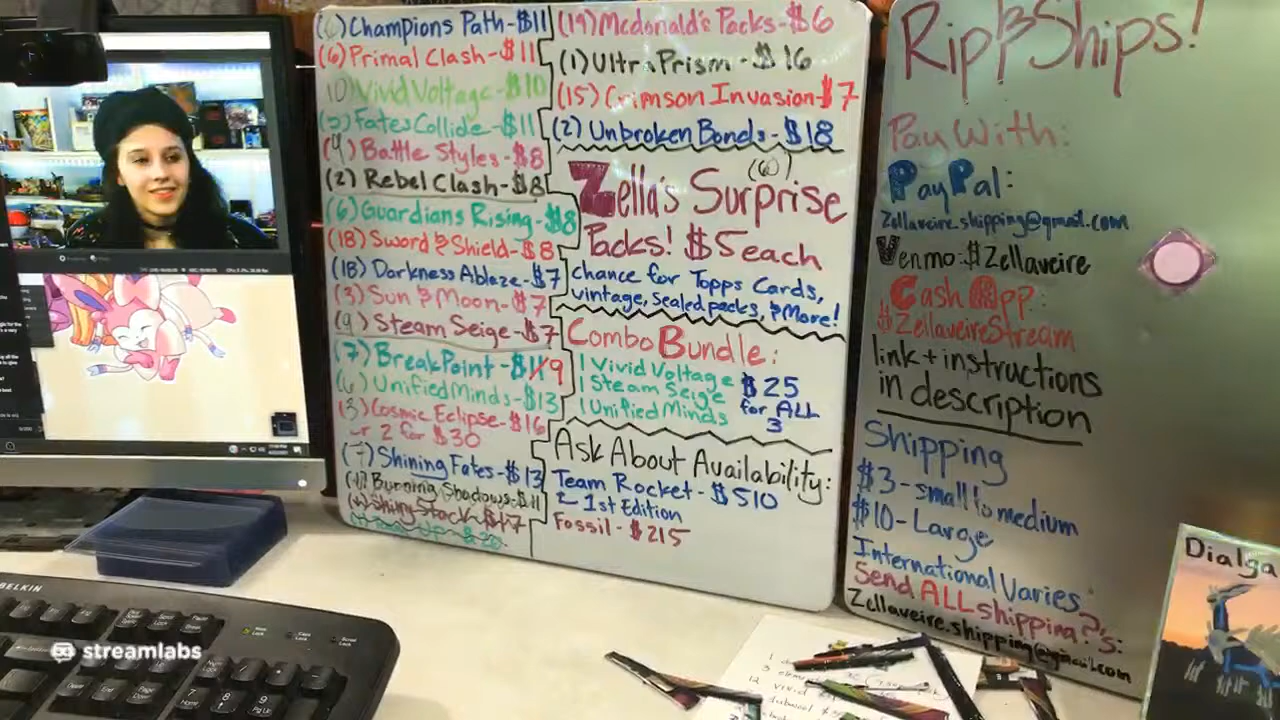 (6) Champions Path - $11
(6) Primal Clash - $11
10) Vivid Voltage - $10
Fates Collide - $11
(4) Battle Styles - $8
(2) Rebel Clash - $8
(6) Guardians Rising - $8
(18) Sword & Shield - $8
(18) Darkness Ablaze - $7
(3) Sun & Moon - $7
(9) Steam Seige - $7
(7) BreakPoint - $11/9
(6) Unified Minds - $13
(3) Cosmic Eclipse - $16
or 2 for $30
(7) Shining Fates - $13
Burning Shadows - $11
Shiny Stack - $17
(19) McDonald's Packs - $6
(1) Ultra Prism - $16
(15) Crimson Invasion - $7
(2) Unbroken Bonds - $18
(60)
Zella's Surprise
Packs! $5 each
chance for Topps Cards,
vintage, Sealed packs, & More!
Combo Bundle:
1 Vivid Voltage
1 Steam Seige
1 Unified Minds
$25
for ALL
3
Ask About Availability:
Team Rocket - $510
1st Edition
Fossil - $215
Rip & Ships!
Pay With:
PayPal:
Zellaveire.shipping@gmail.com
Venmo: $Zellaveire
Cash App:
$ZellaveireStream
link + instructions
in description
Shipping
$3 - small to medium
$10 - Large
International Varies
Send ALL shipping ?'s:
Zellaveire.shipping@gmail.com
Dialga
BELKIN
streamlabs